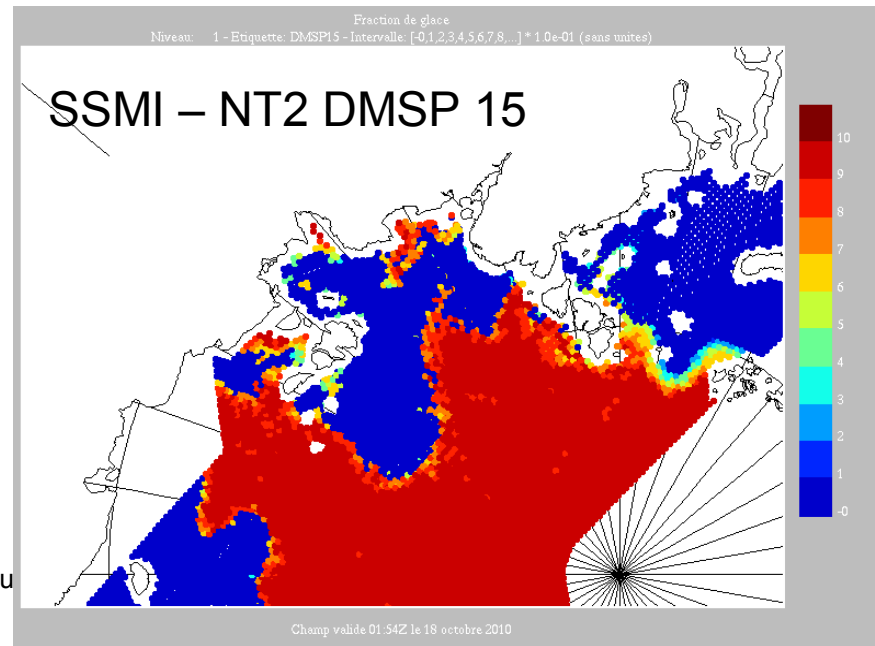 Fraction de glace
Niveau: 1 - Etiquette: DMSP15 - Intervalle: [-0,1,2,3,4,5,6,7,8,...] * 1.0e-01 (sans unites)
SSMI – NT2 DMSP 15
10
9
8
7
6
5
4
3
2
1
-0
u
Champ valide 01:54Z le 18 octobre 2010